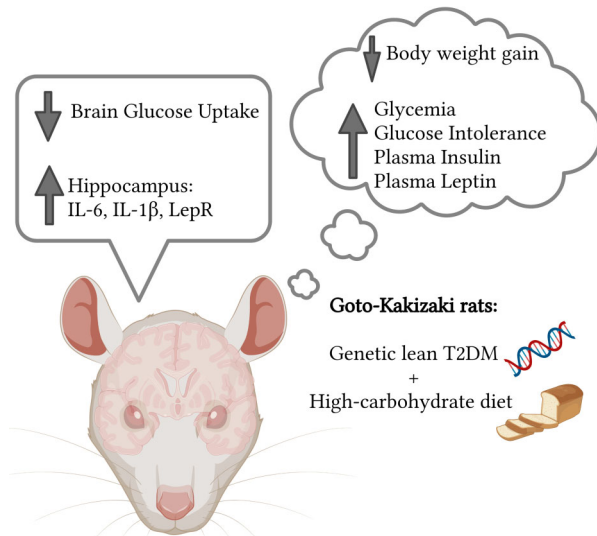 Brain Glucose Uptake
Hippocampus:
IL-6, IL-1β, LepR
Body weight gain
Glycemia
Glucose Intolerance
Plasma Insulin
Plasma Leptin
Goto-Kakizaki rats:
Genetic lean T2DM
+
High-carbohydrate diet